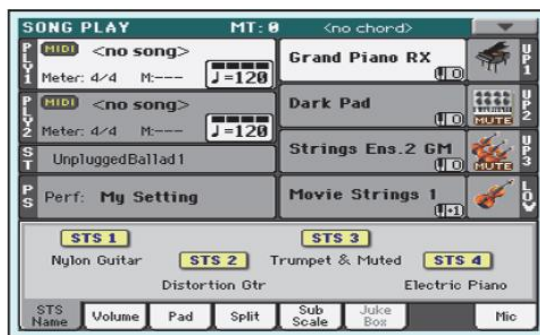 SONG PLAY MT: 0 <no chord>
PLY1 MIDI <no song> Grand Piano RX UP1
Meter: 4/4 M:--- ♩=120 0
PLY2 MIDI <no song> Dark Pad UP2
Meter: 4/4 M:--- ♩=120 0 MUTE
ST UnpluggedBallad1 Strings Ens.2 GM UP3
0 MUTE
PS Perf: My Setting Movie Strings 1 LOW
+1
STS 1 STS 3
Nylon Guitar STS 2 Trumpet & Muted STS 4
Distortion Gtr Electric Piano
STS Name Volume Pad Split Sub Scale Juke Box Mic